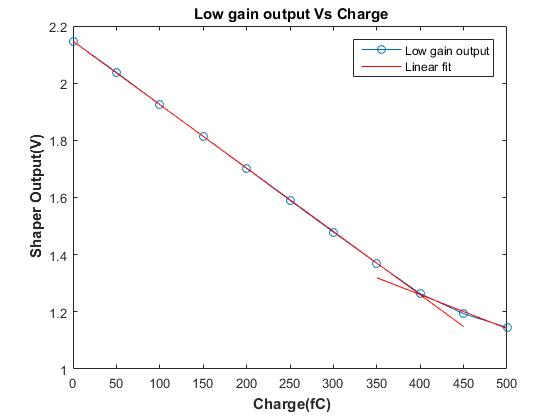 Low gain output Vs Charge
Low gain output
Linear fit
2.2
2
1.8
1.6
1.4
1.2
1
Shaper Output(V)
0 50 100 150 200 250 300 350 400 450 500
Charge(fC)